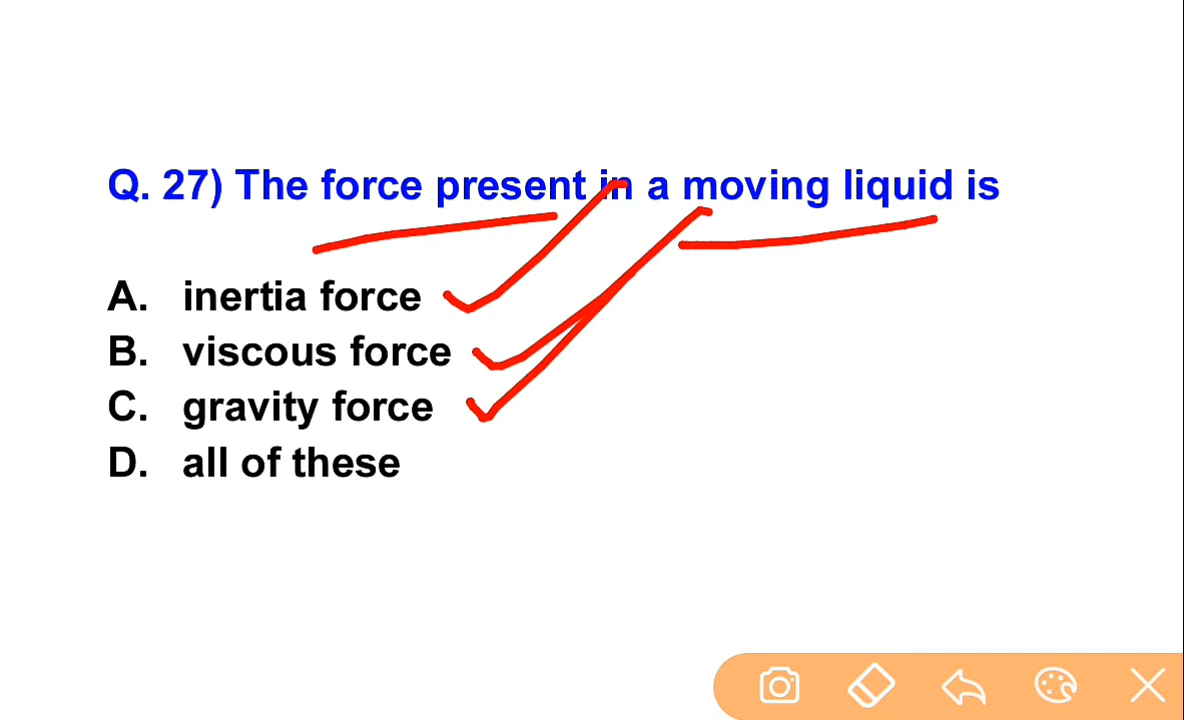 Q. 27) The force present in a moving liquid is
A. inertia force
B. viscous force
C. gravity force
D. all of these